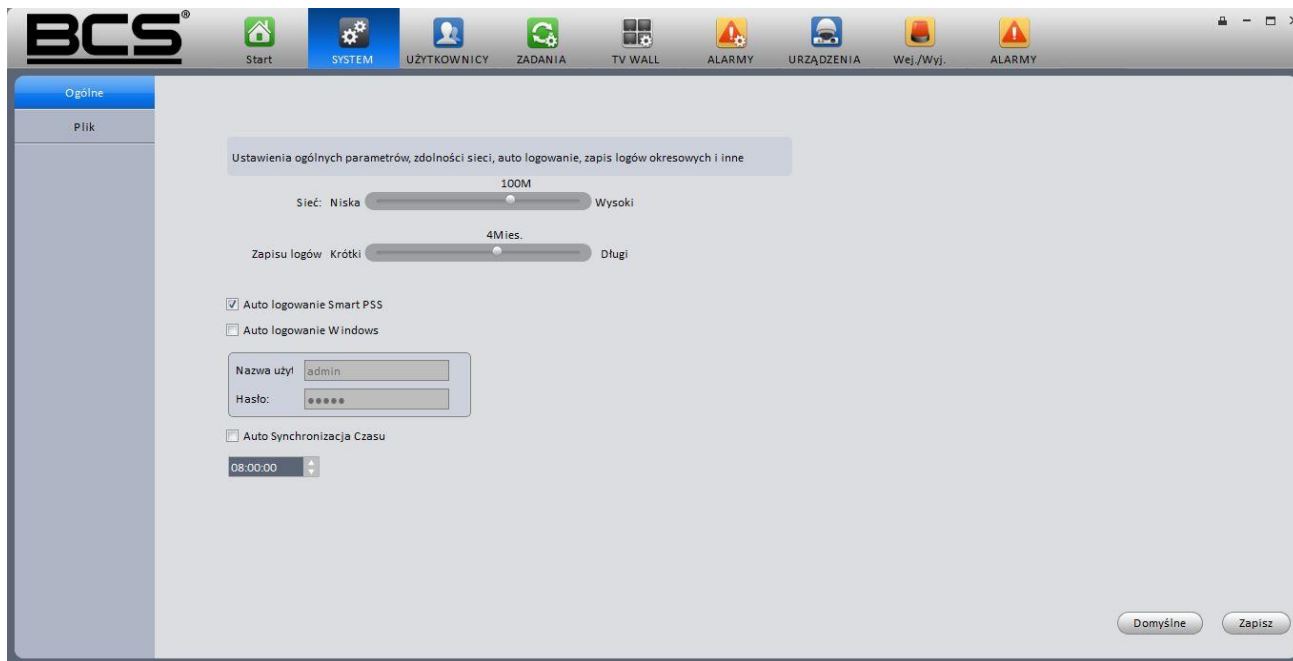 BCS®
Start
SYSTEM
UŻYTKOWNICY
ZADANIA
TV WALL
ALARMY
URZĄDZENIA
Wej./Wyj.
ALARMY
Ogólne
Plik
Ustawienia ogólnych parametrów, zdolności sieci, auto logowanie, zapis logów okresowych i inne
100M
Sieć: Niska Wysoki
4Mies.
Zapisu logów Krótki Długi
Auto logowanie Smart PSS
Auto logowanie Windows
Nazwa użył admin
Hasło: ●●●●●
Auto Synchronizacja Czasu
08:00:00
Domyślne Zapisz